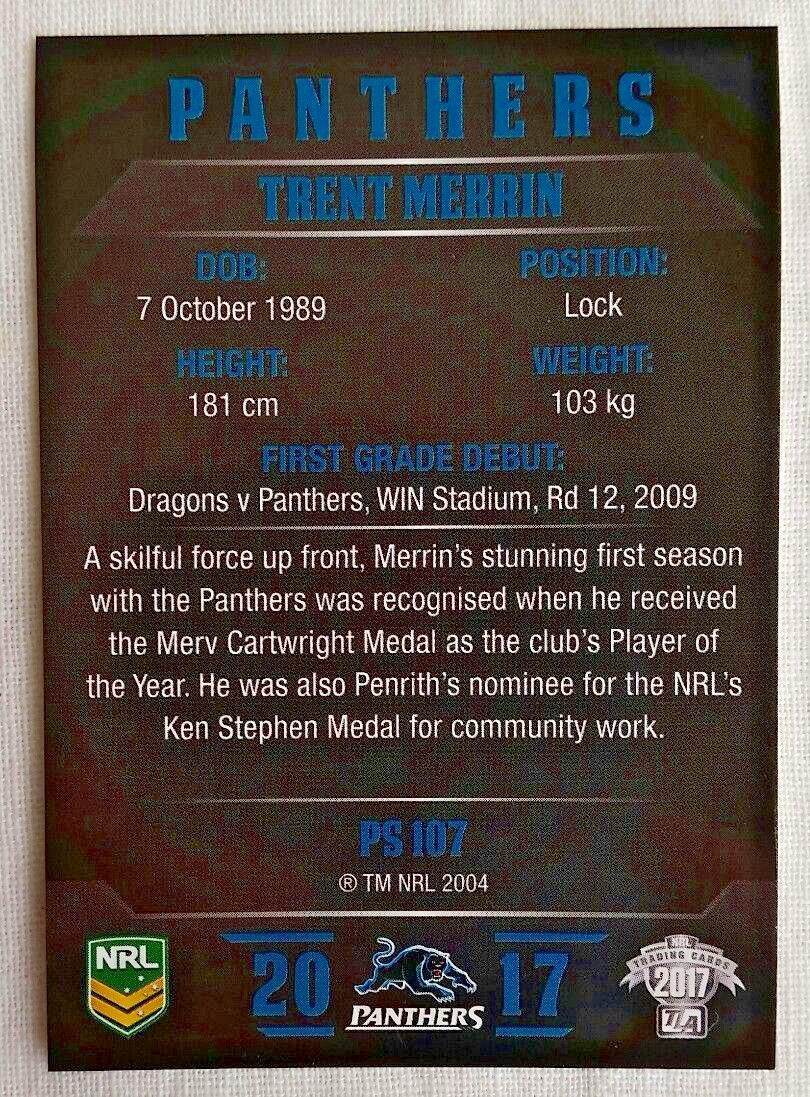 PANTHERS
TRENT MERRIN
DOB: POSITION:
7 October 1989 Lock
HEIGHT: WEIGHT:
181 cm 103 kg
FIRST GRADE DEBUT:
Dragons v Panthers, WIN Stadium, Rd 12, 2009
A skilful force up front, Merrin's stunning first season
with the Panthers was recognised when he received
the Merv Cartwright Medal as the club's Player of
the Year. He was also Penrith's nominee for the NRL's
Ken Stephen Medal for community work.
PS 107
® TM NRL 2004
NRL
20 17
PANTHERS
NRL
TRADING CARDS
2017
TLA